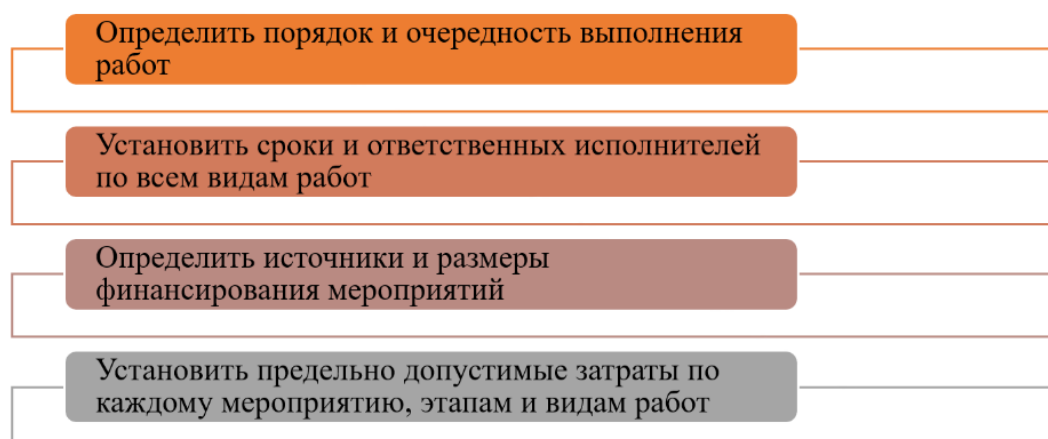 Определить порядок и очередность выполнения
работ
Установить сроки и ответственных исполнителей
по всем видам работ
Определить источники и размеры
финансирования мероприятий
Установить предельно допустимые затраты по
каждому мероприятию, этапам и видам работ